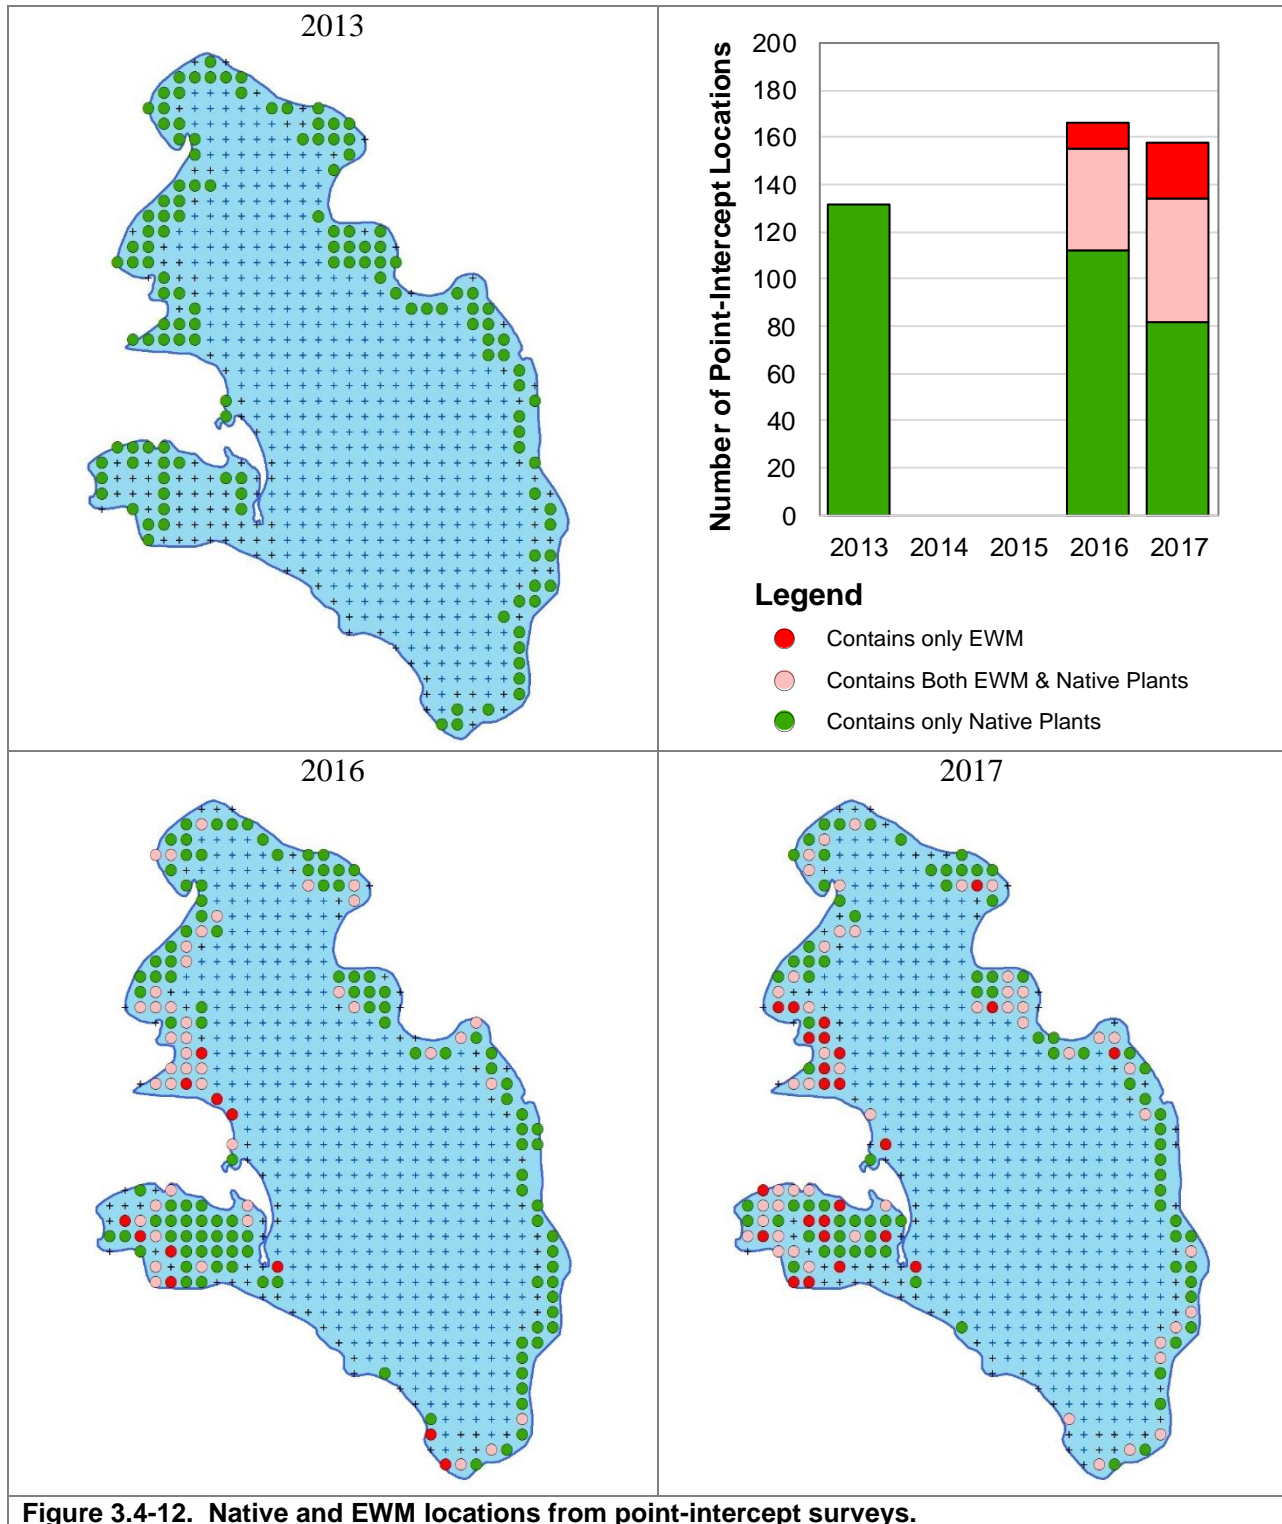 2013
Number of Point-Intercept Locations
200
180
160
140
120
100
80
60
40
20
0
2013 2014 2015 2016 2017
Legend
Contains only EWM
Contains Both EWM & Native Plants
Contains only Native Plants
2016
2017
Figure 3.4-12. Native and EWM locations from point-intercept surveys.